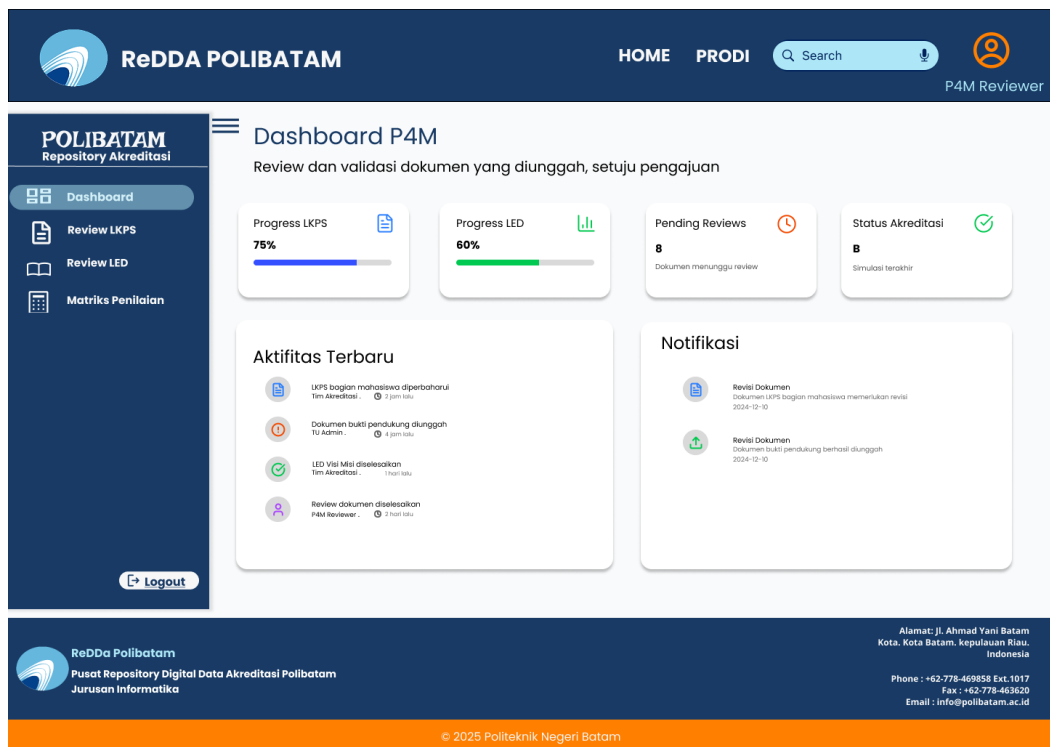 ReDDA POLIBATAM
HOME
PRODI
Search
P4M Reviewer
POLIBATAM
Repository Akreditasi
Dashboard
Review LKPS
Review LED
Matriks Penilaian
Logout
Dashboard P4M
Review dan validasi dokumen yang diunggah, setuju pengajuan
Progress LKPS
75%
Progress LED
60%
Pending Reviews
8
Dokumen menunggu review
Status Akreditasi
B
Simulasi terakhir
Aktifitas Terbaru
LKPS bagian mahasiswa diperbaharui
Tim Akreditasi . 2 jam lalu
Dokumen bukti pendukung diunggah
TU Admin . 4 jam lalu
LED Visi Misi diselesaikan
Tim Akreditasi . 1 hari lalu
Review dokumen diselesaikan
P4M Reviewer . 2 hari lalu
Notifikasi
Revisi Dokumen
Dokumen LKPS bagian mahasiswa memerlukan revisi
2024-12-10
Revisi Dokumen
Dokumen bukti pendukung berhasil diunggah
2024-12-10
ReDDa Polibatam
Pusat Repository Digital Data Akreditasi Polibatam
Jurusan Informatika
Alamat: Jl. Ahmad Yani Batam
Kota. Kota Batam. kepulauan Riau.
Indonesia
Phone : +62-778-469858 Ext.1017
Fax : +62-778-463620
Email : info@polibatam.ac.id
© 2025 Politeknik Negeri Batam